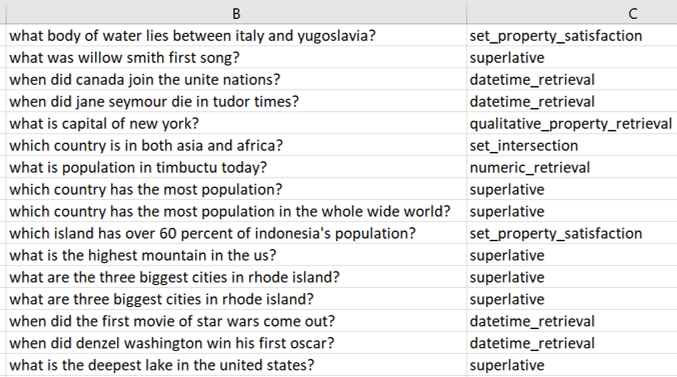 B C
what body of water lies between italy and yugoslavia? set_property_satisfaction
what was willow smith first song? superlative
when did canada join the unite nations? datetime_retrieval
when did jane seymour die in tudor times? datetime_retrieval
what is capital of new york? qualitative_property_retrieval
which country is in both asia and africa? set_intersection
what is population in timbuctu today? numeric_retrieval
which country has the most population? superlative
which country has the most population in the whole wide world? superlative
which island has over 60 percent of indonesia's population? set_property_satisfaction
what is the highest mountain in the us? superlative
what are the three biggest cities in rhode island? superlative
what are three biggest cities in rhode island? superlative
when did the first movie of star wars come out? datetime_retrieval
when did denzel washington win his first oscar? datetime_retrieval
what is the deepest lake in the united states? superlative